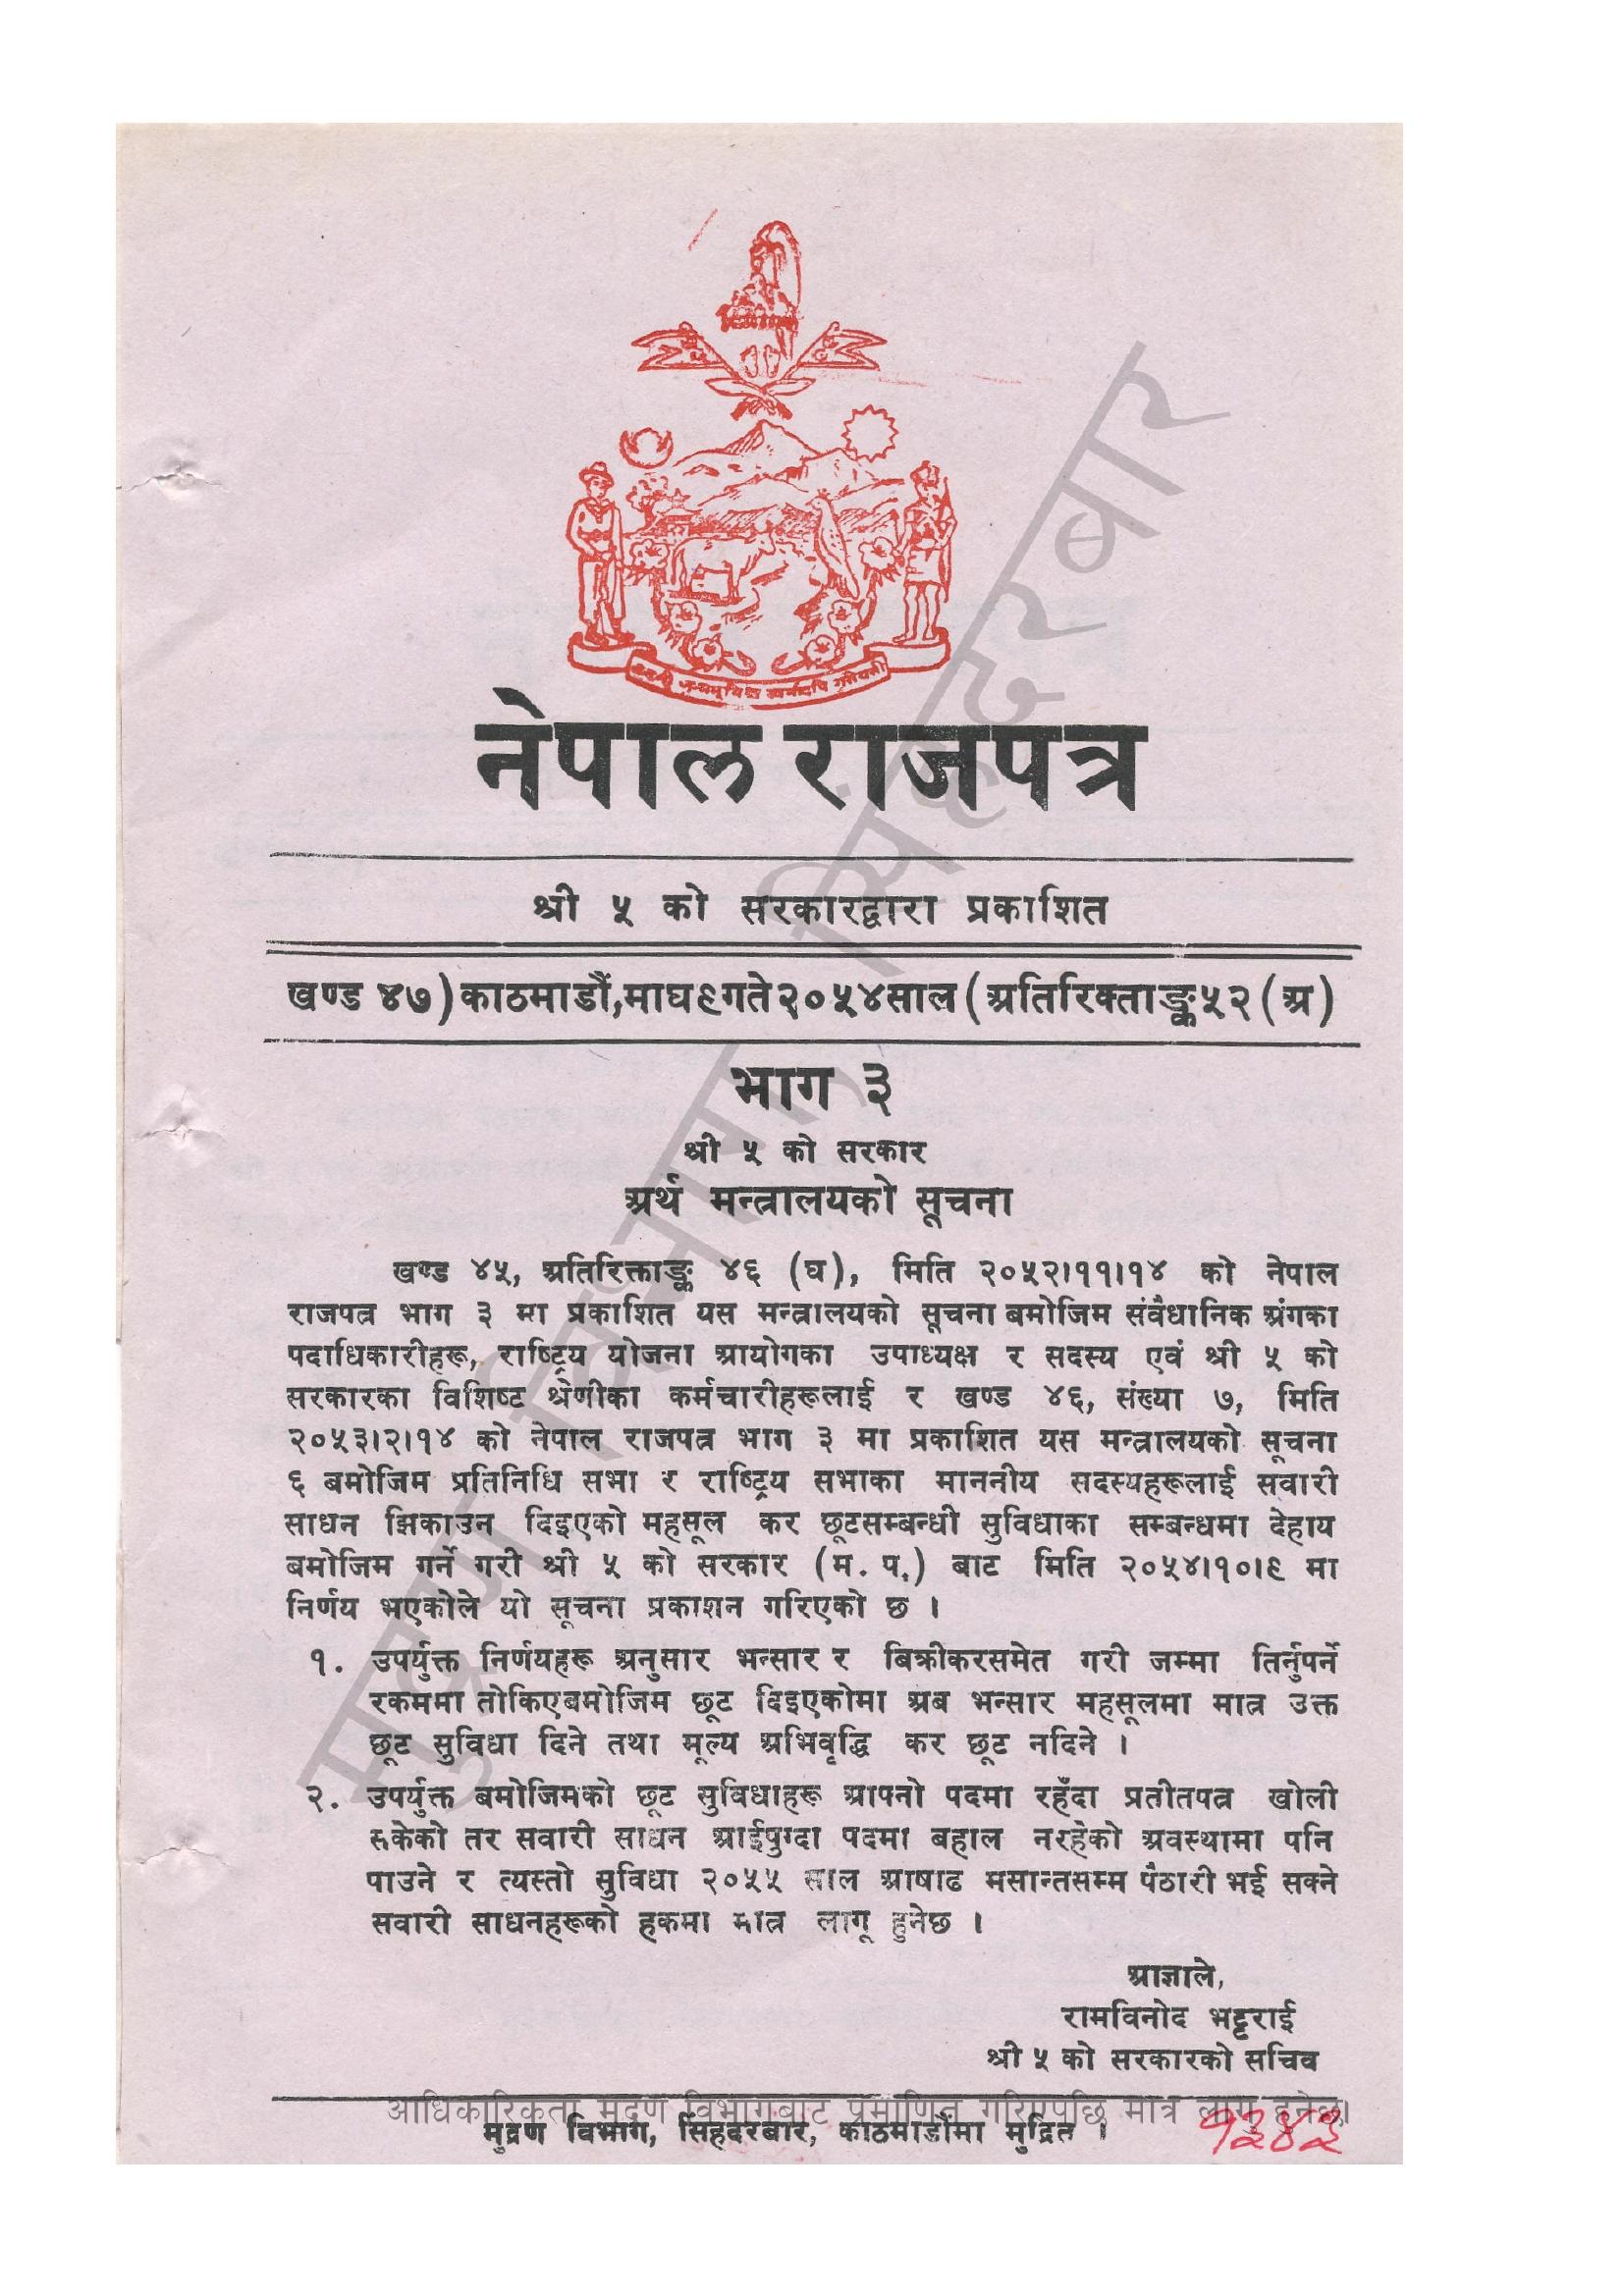 नेपाल राजपत्र
श्री ५ को सरकारद्वारा प्रकाशित
खण्ड ४७) काठमाडौं, माघ ९ गते २०५४ साल (अतिरिक्ताङ्क ५२ (अ)
भाग ३
श्री ५ को सरकार
अर्थ मन्त्रालयको सूचना
खण्ड ४५, अतिरिक्ताङ्क ४६ (घ), मिति २०५२।११।१४ को नेपाल
राजपत्र भाग ३ मा प्रकाशित यस मन्त्रालयको सूचना बमोजिम संवैधानिक अंगका
पदाधिकारीहरू, राष्ट्रिय योजना आयोगका उपाध्यक्ष र सदस्य एवं श्री ५ को
सरकारका विशिष्ट श्रेणीका कर्मचारीहरूलाई र खण्ड ४६, संख्या ७, मिति
२०५३।२।१४ को नेपाल राजपत्र भाग ३ मा प्रकाशित यस मन्त्रालयको सूचना
६ बमोजिम प्रतिनिधि सभा र राष्ट्रिय सभाका माननीय सदस्यहरूलाई सवारी
साधन झिकाउन दिइएको महसूल कर छूटसम्बन्धी सुविधाका सम्बन्धमा देहाय
बमोजिम गर्ने गरी श्री ५ को सरकार (म. प.) बाट मिति २०५४।१०।९ मा
निर्णय भएकोले यो सूचना प्रकाशन गरिएको छ ।
१. उपर्युक्त निर्णयहरू अनुसार भन्सार र बिक्रीकरसमेत गरी जम्मा तिर्नुपर्ने
रकममा तोकिएबमोजिम छूट दिइएकोमा अब भन्सार महसूलमा मात्र उक्त
छूट सुविधा दिने तथा मूल्य अभिवृद्धि कर छूट नदिने ।
२. उपर्युक्त बमोजिमको छूट सुविधाहरू आफ्नो पदमा रहँदा प्रतीतपत्र खोली
सकेको तर सवारी साधन आईपुग्दा पदमा बहाल नरहेको अवस्थामा पनि
पाउने र त्यस्तो सुविधा २०५५ साल आषाढ मसान्तसम्म पैठारी भई सक्ने
सवारी साधनहरूको हकमा मात्र लागू हुनेछ ।
आज्ञाले,
रामविनोद भट्टराई
श्री ५ को सरकारको सचिव
आधिकारिकता मुद्रण विभागबाट प्रमाणित गरिएपछि मात्र लागु हुनेछ।
मुद्रण विभाग, सिंहदरबार, काठमाडौंमा मुद्रित ।
मुद्रण विभाग, सिंहदरबार